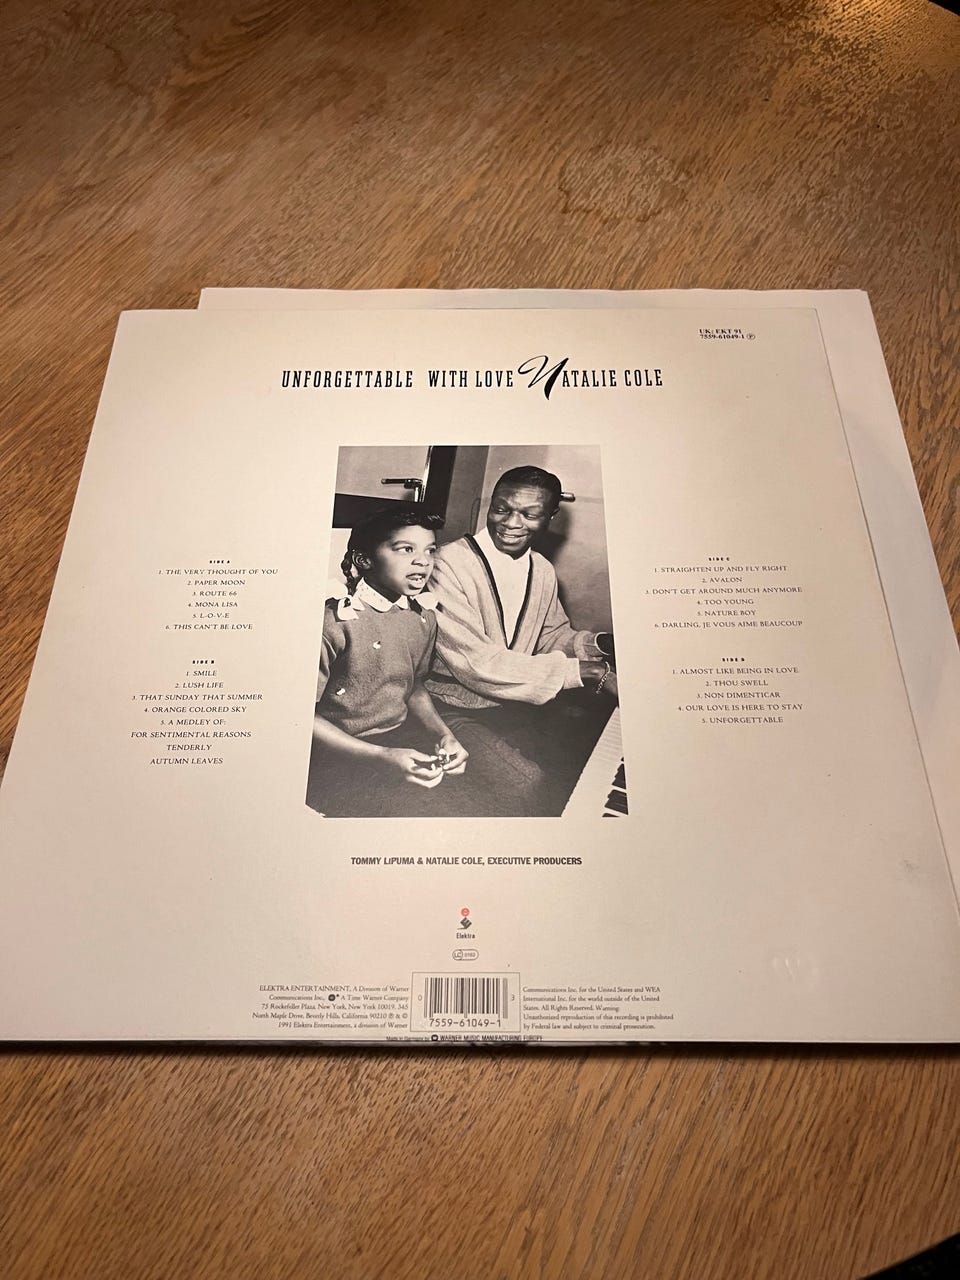 UK: EKT 91
7559-61049-1 Ⓟ
UNFORGETTABLE WITH LOVE NATALIE COLE
SIDE A
1. THE VERY THOUGHT OF YOU
2. PAPER MOON
3. ROUTE 66
4. MONA LISA
5. L-O-V-E
6. THIS CAN'T BE LOVE
SIDE B
1. SMILE
2. LUSH LIFE
3. THAT SUNDAY THAT SUMMER
4. ORANGE COLORED SKY
5. A MEDLEY OF:
FOR SENTIMENTAL REASONS
TENDERLY
AUTUMN LEAVES
SIDE C
1. STRAIGHTEN UP AND FLY RIGHT
2. AVALON
3. DON'T GET AROUND MUCH ANYMORE
4. TOO YOUNG
5. NATURE BOY
6. DARLING, JE VOUS AIME BEAUCOUP
SIDE D
1. ALMOST LIKE BEING IN LOVE
2. THOU SWELL
3. NON DIMENTICAR
4. OUR LOVE IS HERE TO STAY
5. UNFORGETTABLE
TOMMY LiPUMA & NATALIE COLE, EXECUTIVE PRODUCERS
Elektra
LC 0192
ELEKTRA ENTERTAINMENT, A Division of Warner
Communications Inc., A Time Warner Company
75 Rockefeller Plaza, New York, New York 10019, 345
North Maple Drive, Beverly Hills, California 90210 ℗ & ©
1991 Elektra Entertainment, a division of Warner
0 3
7559-61049-1
Communications Inc. for the United States and WEA
International Inc. for the world outside of the United
States. All Rights Reserved. Warning:
Unauthorized reproduction of this recording is prohibited
by Federal law and subject to criminal prosecution.
Made in Germany by WARNER MUSIC MANUFACTURING EUROPE